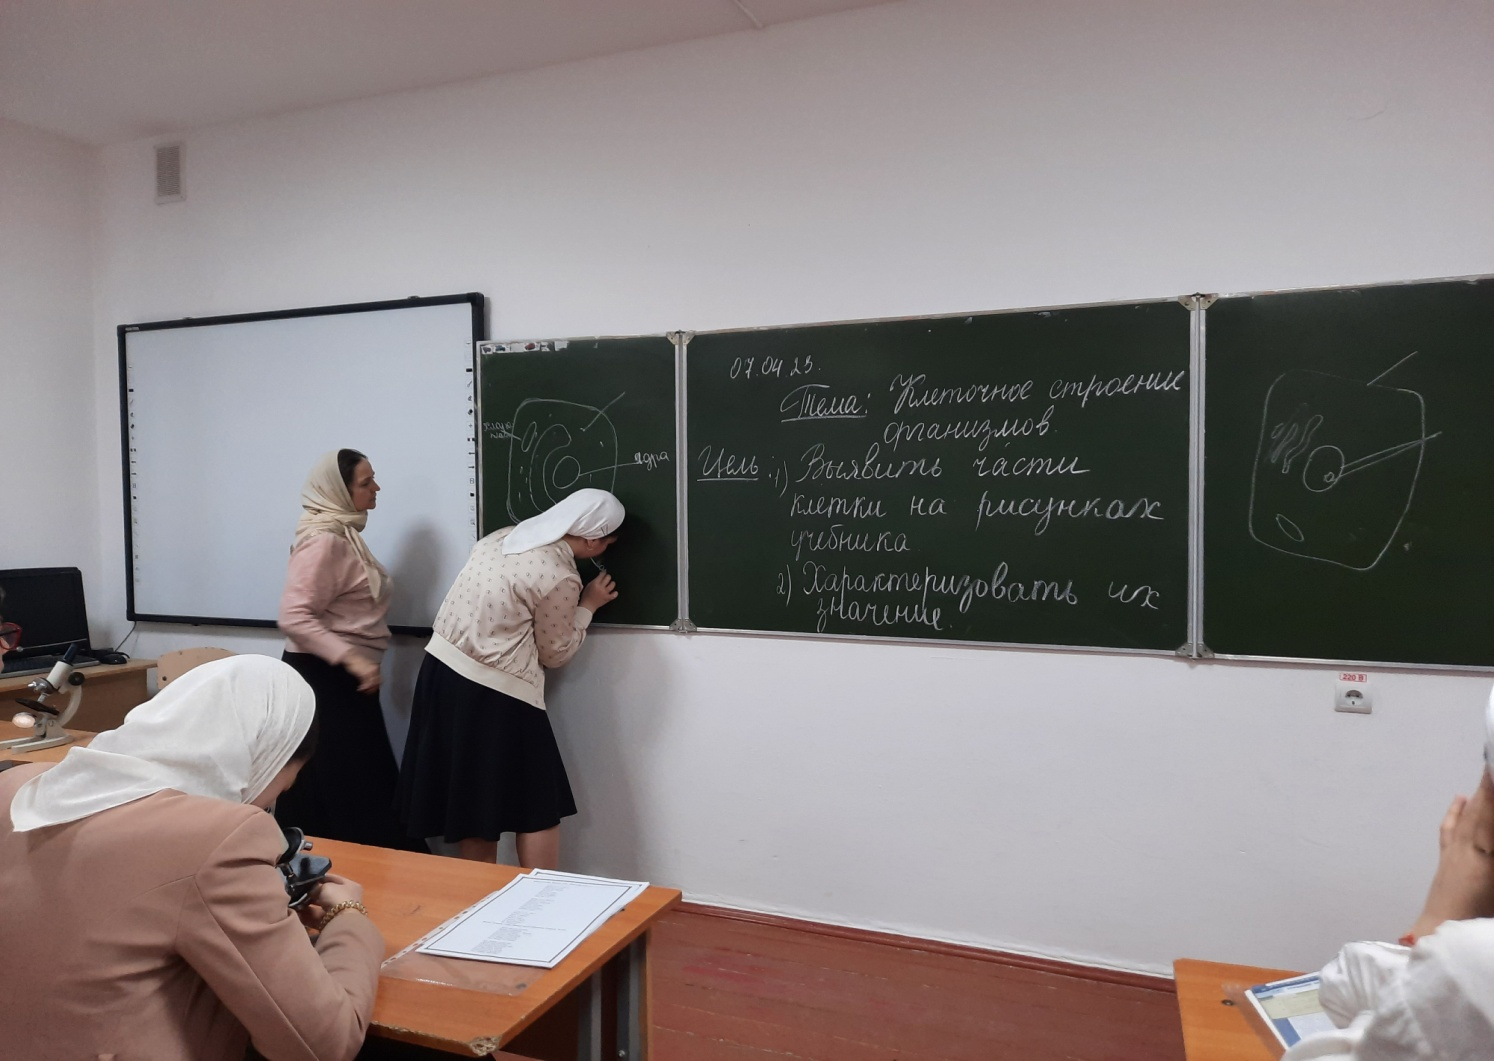 ядра
07.04.23.
Тема: Клеточное строение
организмов.
Цель: 1) Выявить части
клетки на рисунках
учебника
2) Характеризовать их
значение.
220 В